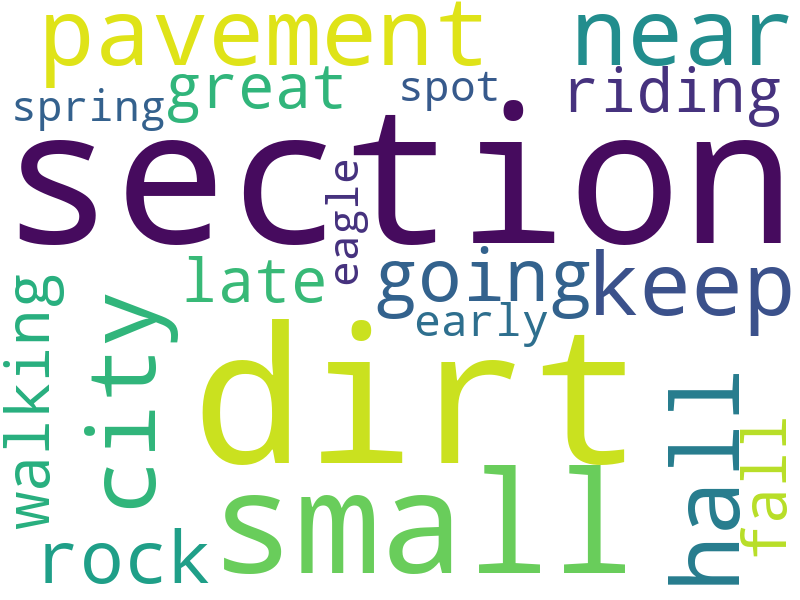 pavement near
great spot riding
spring
section
eagle
late going keep
early
walking city dirt
hall fall
small
rock